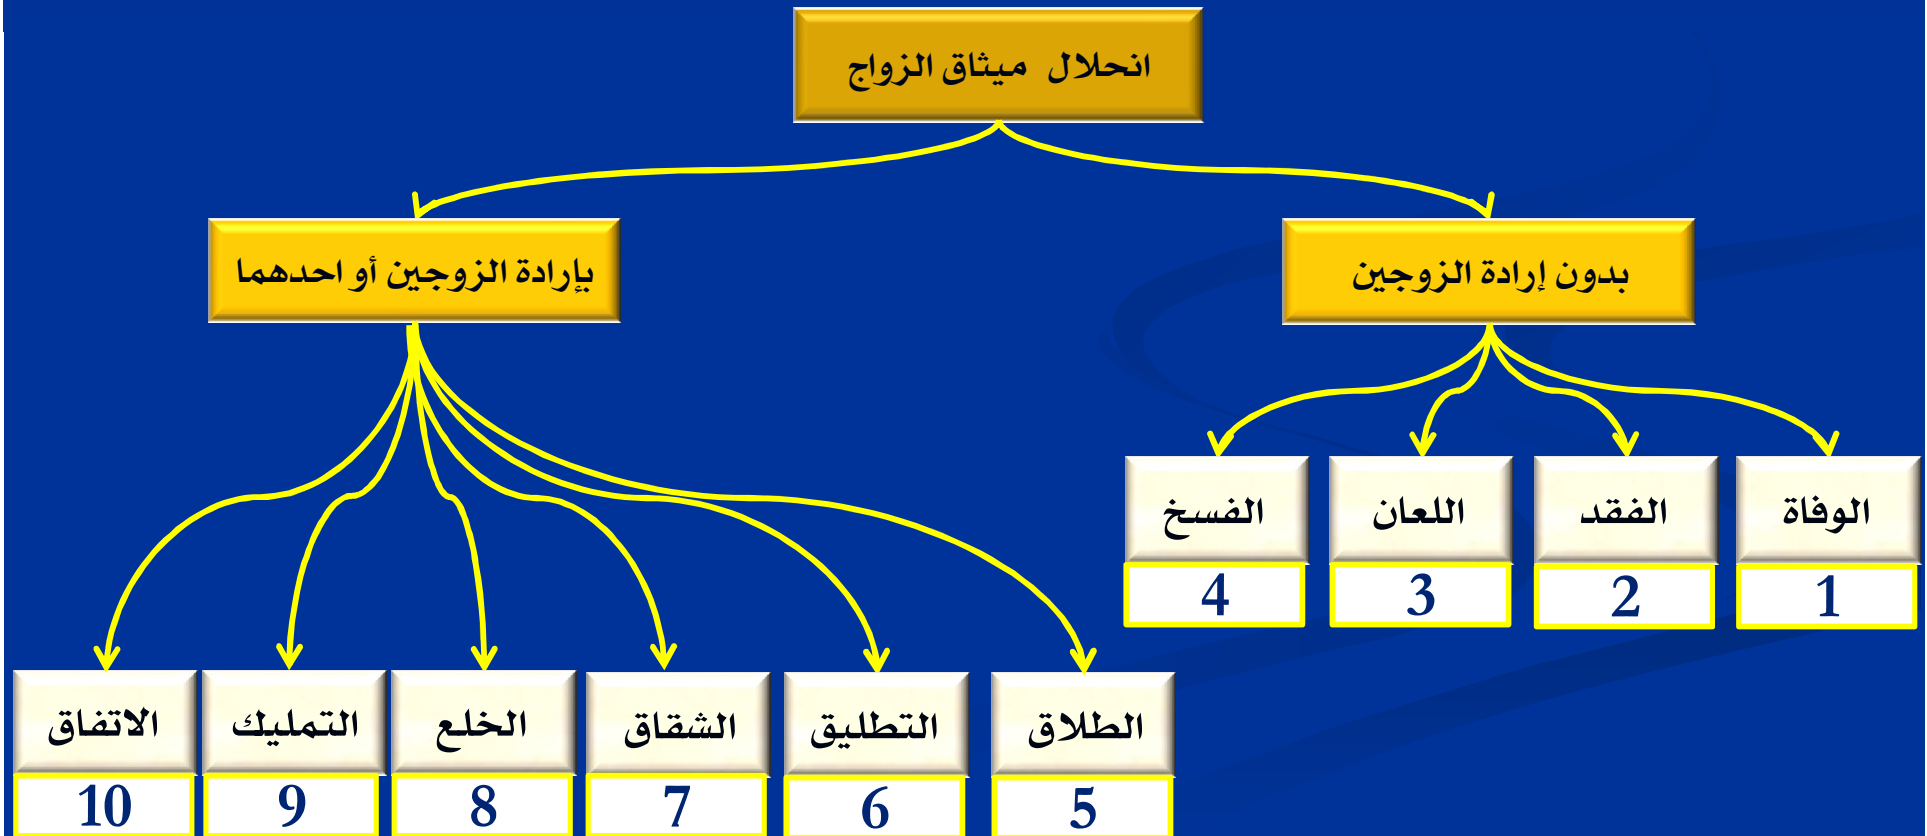 انحلال ميثاق الزواج
بدون إرادة الزوجين
بإرادة الزوجين أو احدهما
الوفاة
1
الفقد
2
اللعان
3
الفسخ
4
الطلاق
5
التطليق
6
الشقاق
7
الخلع
8
التمليك
9
الاتفاق
10